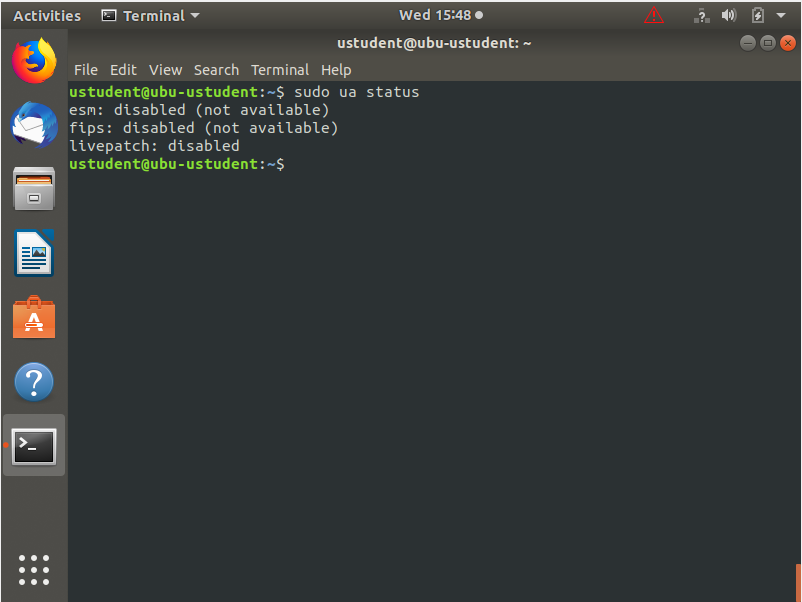 Activities Terminal Wed 15:48
ustudent@ubu-ustudent: ~
File Edit View Search Terminal Help
ustudent@ubu-ustudent:~$ sudo ua status
esm: disabled (not available)
fips: disabled (not available)
livepatch: disabled
ustudent@ubu-ustudent:~$